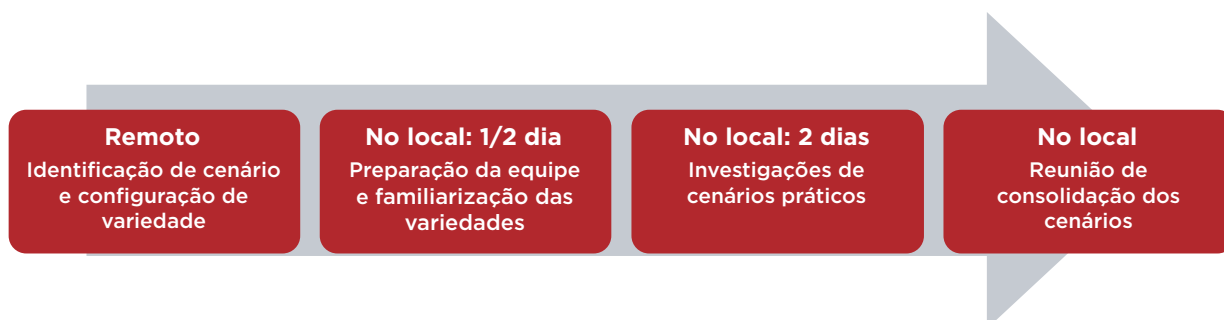 Remoto
Identificação de cenário
e configuração de
variedade
No local: 1/2 dia
Preparação da equipe
e familiarização das
variedades
No local: 2 dias
Investigações de
cenários práticos
No local
Reunião de
consolidação dos
cenários